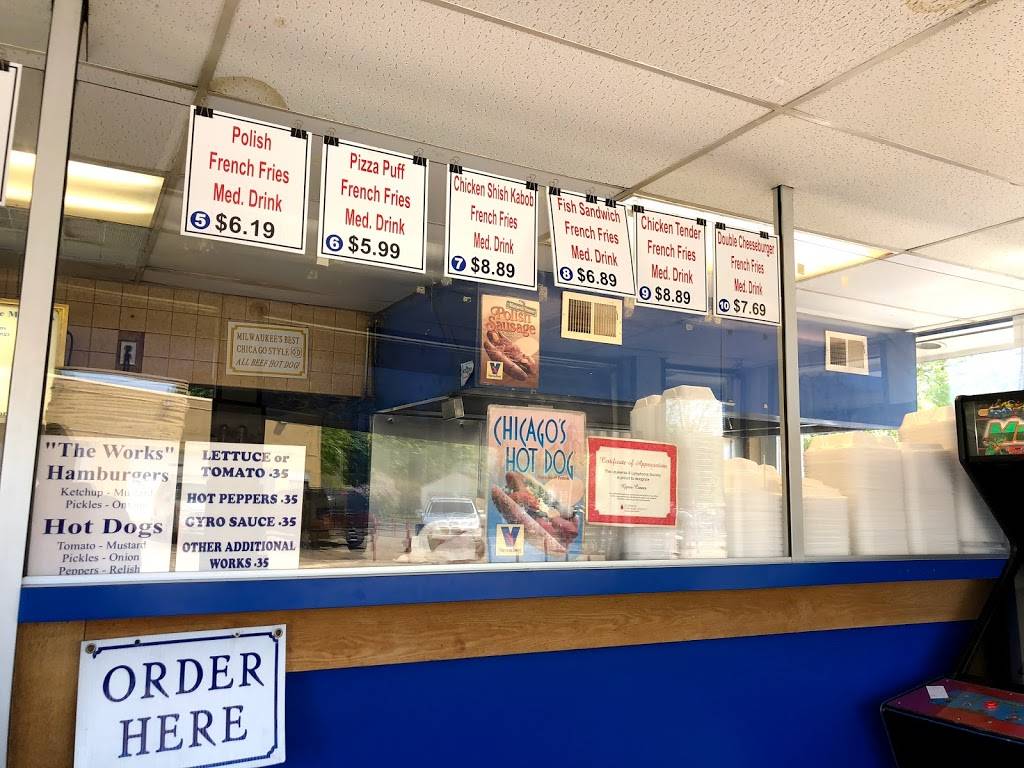 Polish
French Fries
Med. Drink
5 $6.19
Pizza Puff
French Fries
Med. Drink
6 $5.99
Chicken Shish Kabob
French Fries
Med. Drink
7 $8.89
Fish Sandwich
French Fries
Med. Drink
8 $6.89
Chicken Tender
French Fries
Med. Drink
9 $8.89
Double Cheeseburger
French Fries
Med. Drink
10 $7.69
MILWAUKEE'S BEST
CHICAGO STYLE
ALL BEEF HOT DOG!
Polish
Sausage
V
CHICAGO'S
HOT DOG
V
Certificate of Appreciation
"The Works"
Hamburgers
Ketchup - Mustard
Pickles - Onion
Hot Dogs
Tomato - Mustard
Pickles - Onion
Peppers - Relish
LETTUCE or
TOMATO .35
HOT PEPPERS .35
GYRO SAUCE .35
OTHER ADDITIONAL
WORKS .35
ORDER
HERE